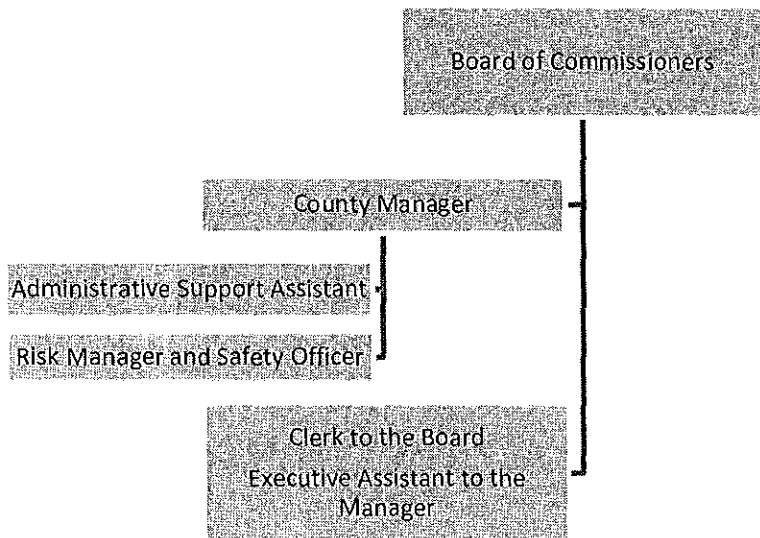 Board of Commissioners
County Manager
Administrative Support Assistant
Risk Manager and Safety Officer
Clerk to the Board
Executive Assistant to the
Manager